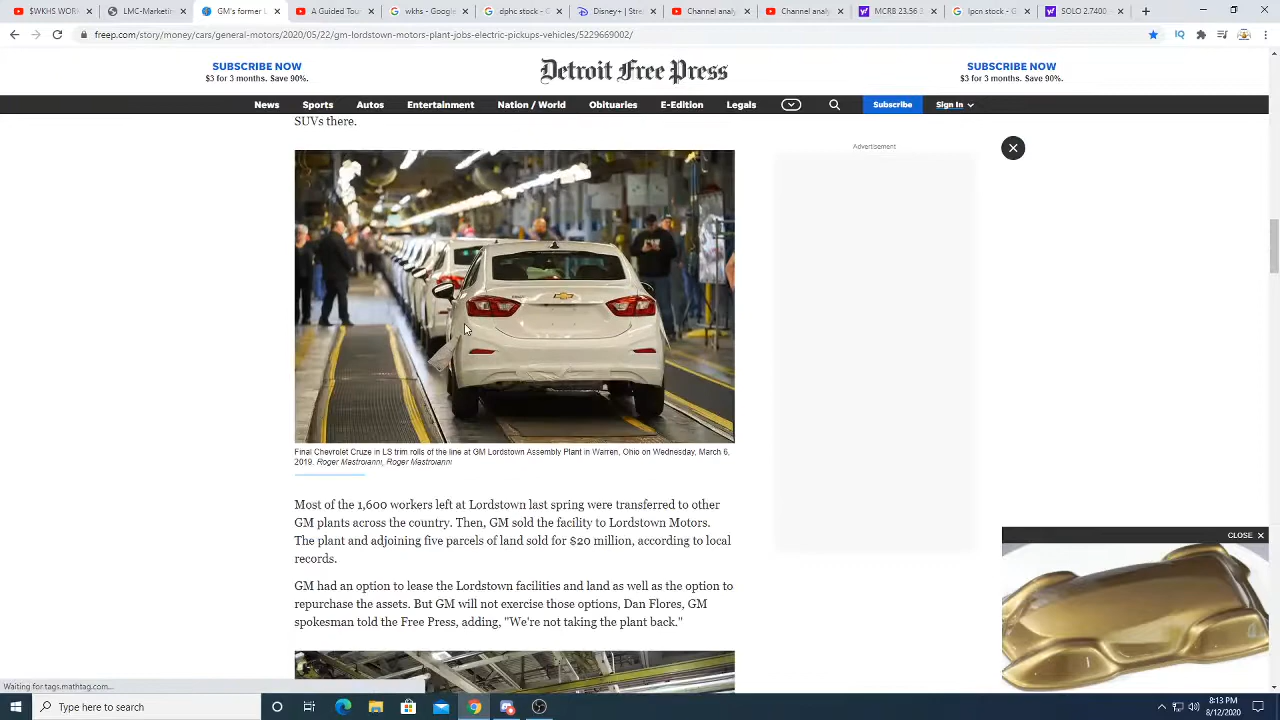 $WKHS WOR
LMC-Marketin
GM's former L
A Guided Tou
wkhs - Google
dphc stock - G
Disney+ | Stre
Channel analy
Channel analy
MCRB 23.56 3
lpcn stock - G
SOLO 2.7400
freep.com/story/money/cars/general-motors/2020/05/22/gm-lordstown-motors-plant-jobs-electric-pickups-vehicles/5229669002/
SUBSCRIBE NOW
$3 for 3 months. Save 90%.
Detroit Free Press
SUBSCRIBE NOW
$3 for 3 months. Save 90%.
News Sports Autos Entertainment Nation / World Obituaries E-Edition Legals Subscribe Sign In
SUVs there.
Advertisement
Final Chevrolet Cruze in LS trim rolls of the line at GM Lordstown Assembly Plant in Warren, Ohio on Wednesday, March 6,
2019. Roger Mastroianni, Roger Mastroianni
Most of the 1,600 workers left at Lordstown last spring were transferred to other
GM plants across the country. Then, GM sold the facility to Lordstown Motors.
The plant and adjoining five parcels of land sold for $20 million, according to local
records.
GM had an option to lease the Lordstown facilities and land as well as the option to
repurchase the assets. But GM will not exercise those options, Dan Flores, GM
spokesman told the Free Press, adding, "We're not taking the plant back."
CLOSE
Waiting for tags.mathtag.com...
Type here to search
8:13 PM
8/12/2020